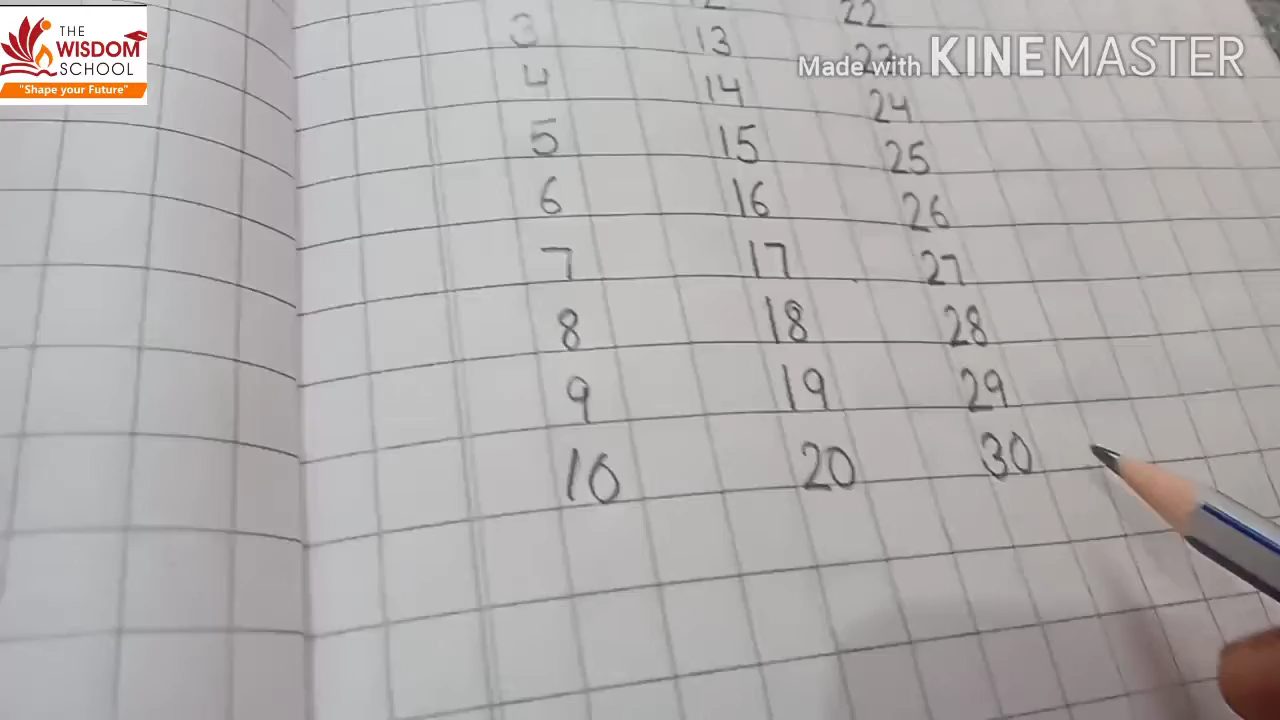 THE
WISDOM
SCHOOL
"Shape your Future"
Made with KINEMASTER
22
3 13
4 14 24
5 15 25
6 16 26
7 17 27
8 18 28
9 19 29
10 20 30